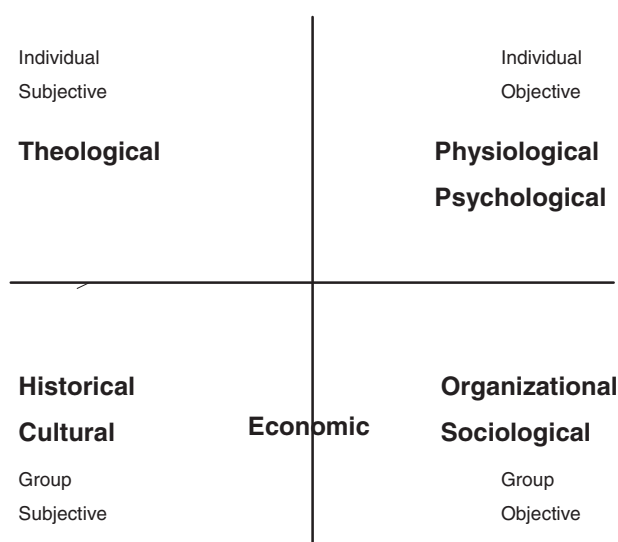 Individual
Subjective
Theological
Individual
Objective
Physiological
Psychological
Historical
Cultural
Group
Subjective
Economic
Organizational
Sociological
Group
Objective